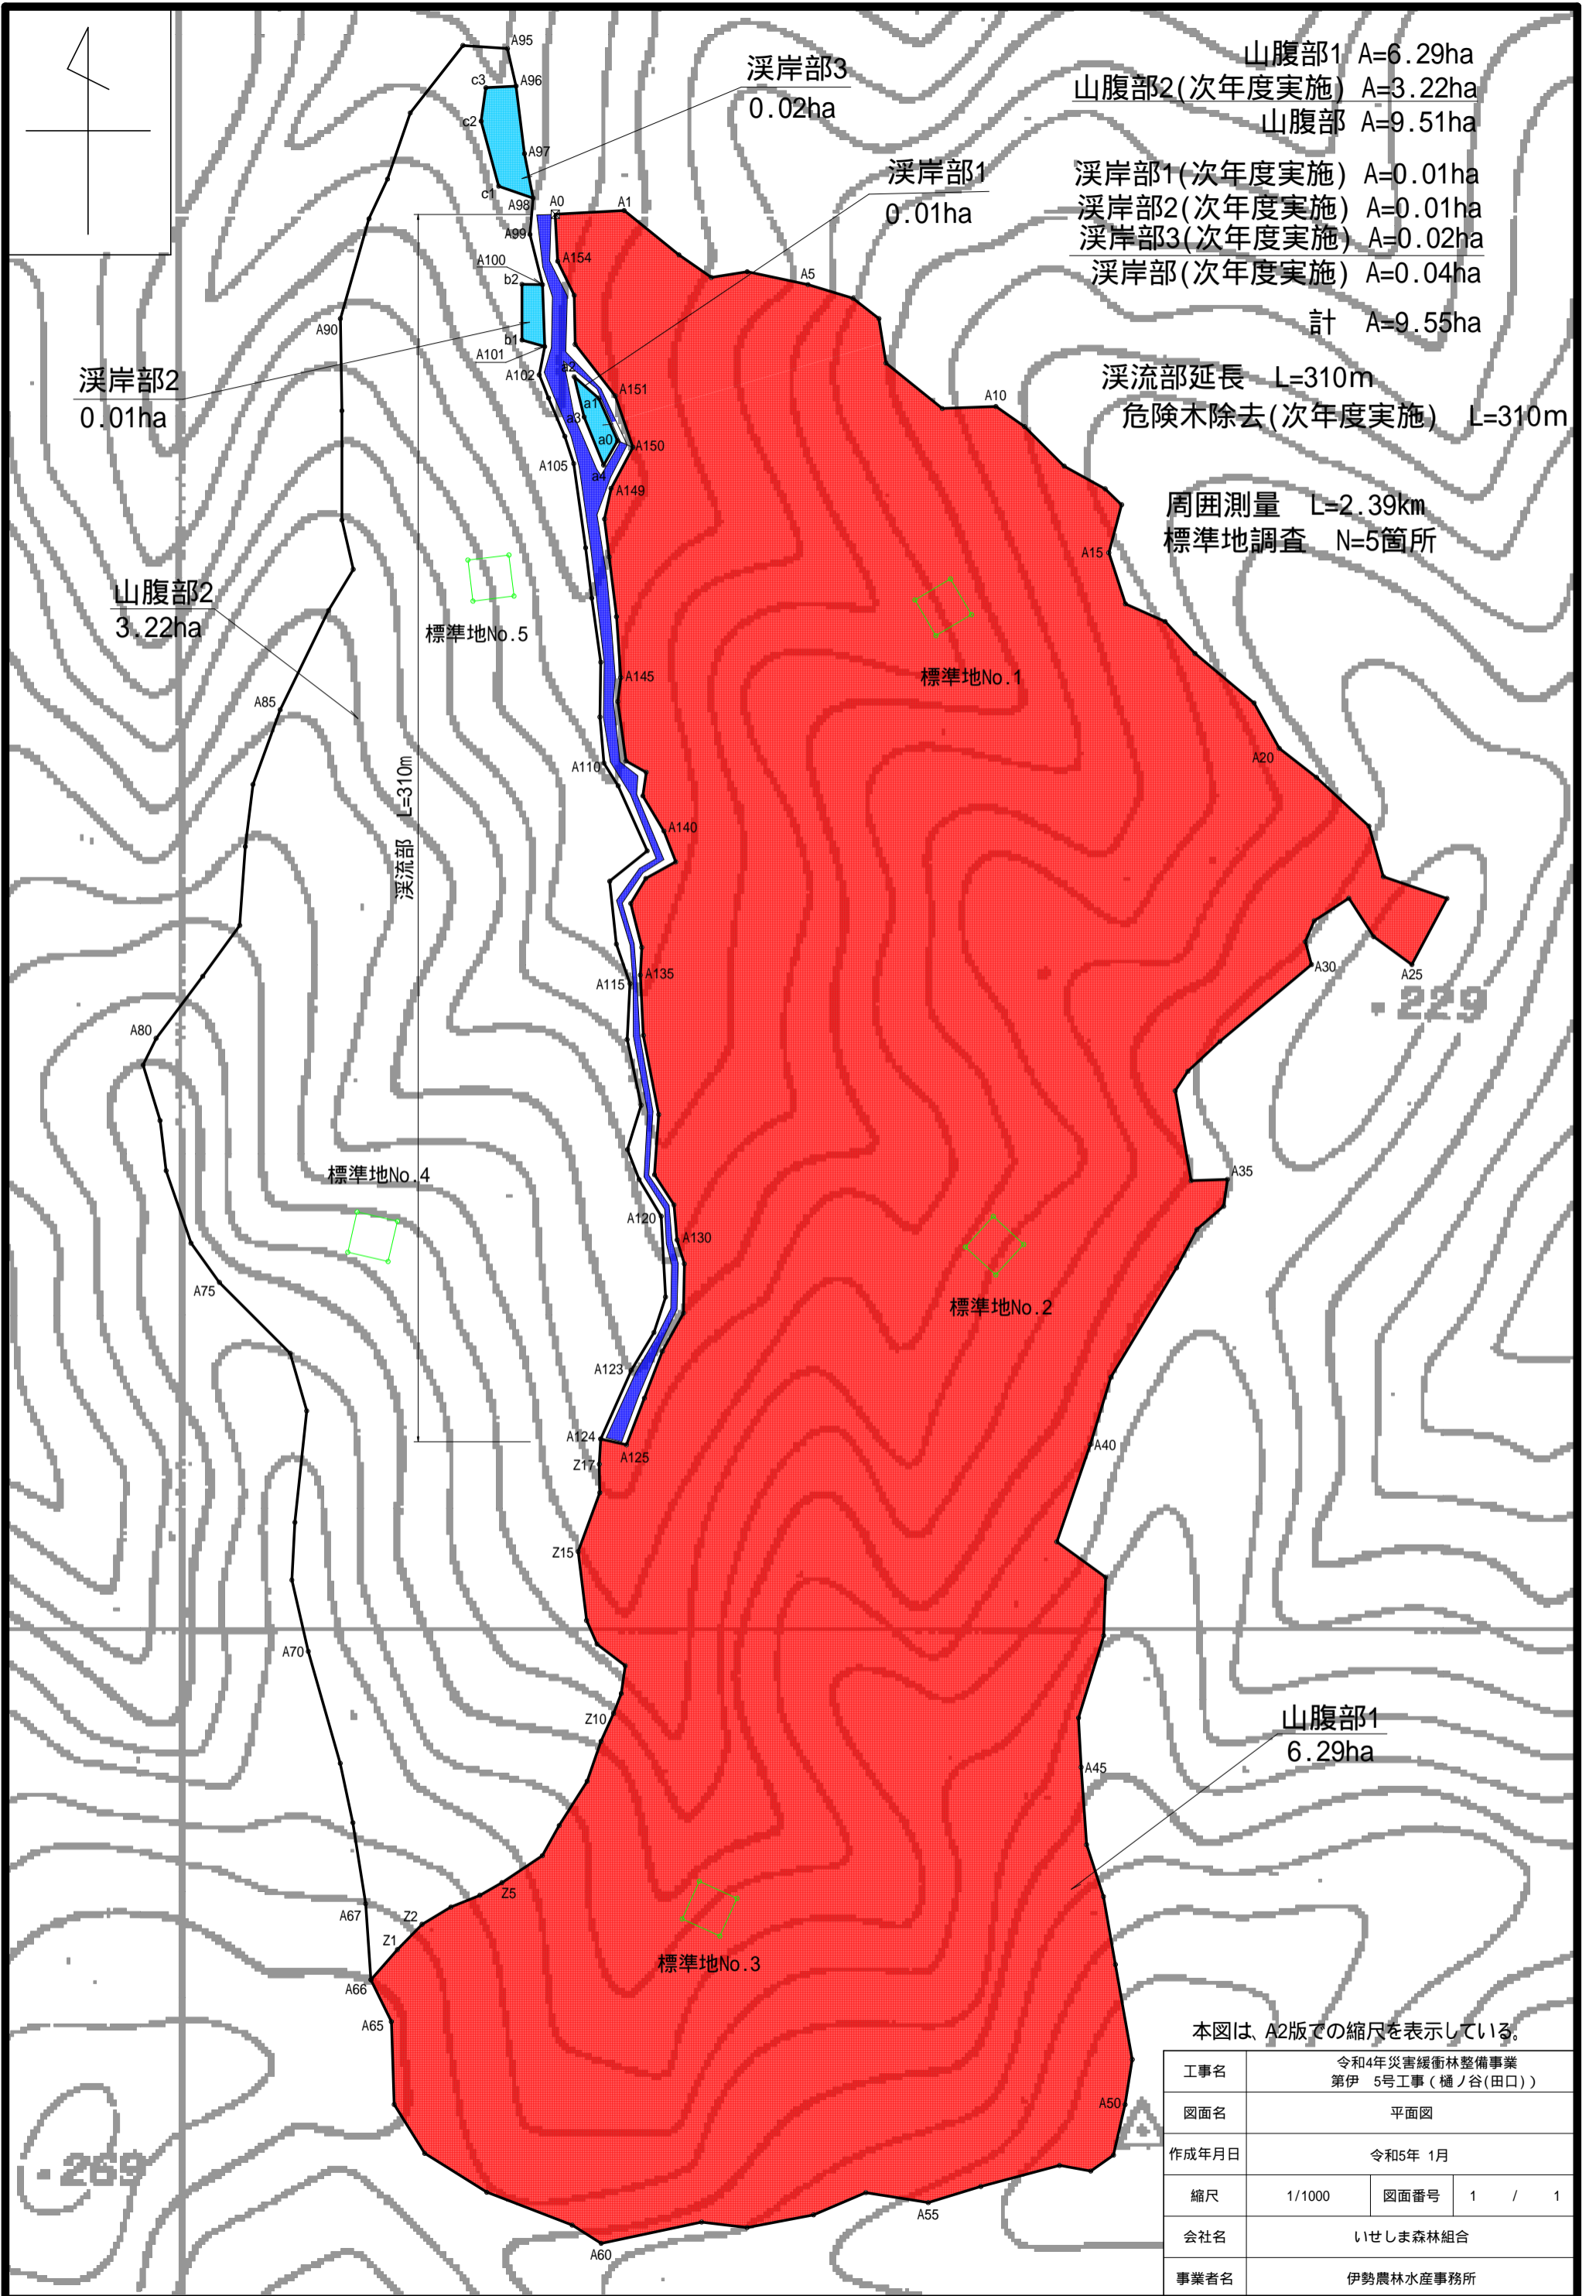 山腹部1 A=6.29ha
山腹部2(次年度実施) A=3.22ha
山腹部 A=9.51ha
渓岸部1(次年度実施) A=0.01ha
渓岸部2(次年度実施) A=0.01ha
渓岸部3(次年度実施) A=0.02ha
渓岸部(次年度実施) A=0.04ha
計 A=9.55ha
渓流部延長 L=310m
危険木除去(次年度実施) L=310m
周囲測量 L=2.39km
標準地調査 N=5箇所
渓岸部3
0.02ha
渓岸部1
0.01ha
渓岸部2
0.01ha
山腹部2
3.22ha
山腹部1
6.29ha
渓流部 L=310m
標準地No.5
標準地No.1
標準地No.4
標準地No.2
標準地No.3
A95
A96
c3
c2
A97
c1
A98
A0
A1
A99
A154
A100
b2
A5
A90
b1
A101
A102
a2
A151
a1
a3
A10
a0
A150
A105
a4
A149
A15
A145
A85
A20
A110
A140
A30
A25
A135
A115
229
A80
A35
A120
A130
A75
A123
A124
A125
A40
Z17
Z15
A70
Z10
A45
Z5
A67
Z2
Z1
A66
A65
A50
269
A55
A60
本図は、A2版での縮尺を表示している。
工事名 令和4年災害緩衝林整備事業
第伊 5号工事(樋ノ谷(田口))
図面名 平面図
作成年月日 令和5年 1月
縮尺 1/1000 図面番号 1 / 1
会社名 いせしま森林組合
事業者名 伊勢農林水産事務所